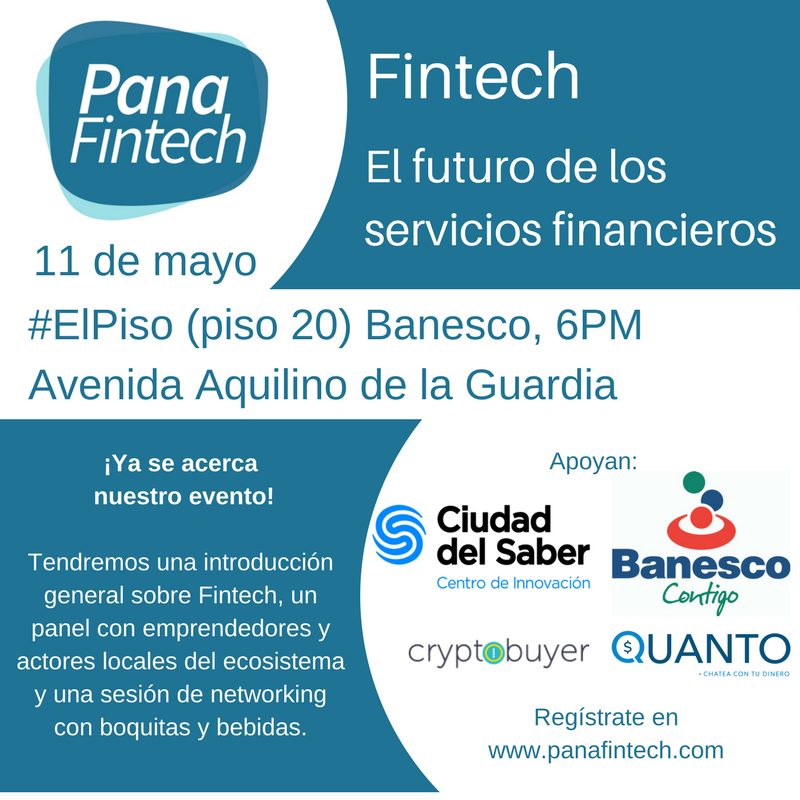 Pana
Fintech
Fintech
El futuro de los
servicios financieros
11 de mayo
#ElPiso (piso 20) Banesco, 6PM
Avenida Aquilino de la Guardia
¡Ya se acerca
nuestro evento!
Tendremos una introducción
general sobre Fintech, un
panel con emprendedores y
actores locales del ecosistema
y una sesión de networking
con boquitas y bebidas.
Apoyan:
Ciudad
del Saber
Centro de Innovación
Banesco
Contigo
cryptobuyer
QUANTO
• CHATEA CON TU DINERO
Regístrate en
www.panafintech.com